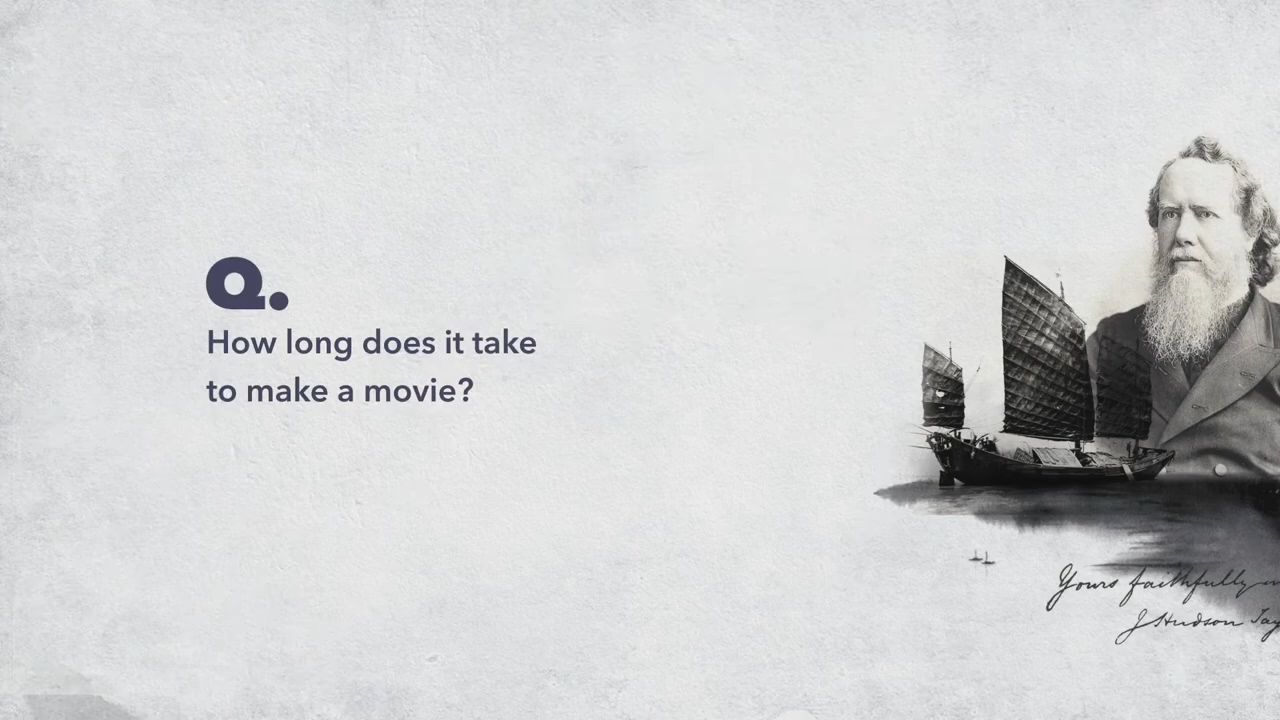 Q.
How long does it take
to make a movie?
Yours faithfully
J Hudson